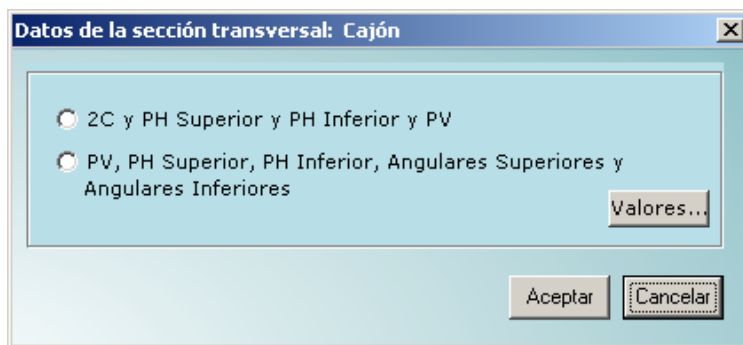 Datos de la sección transversal: Cajón
2C y PH Superior y PH Inferior y PV
PV, PH Superior, PH Inferior, Angulares Superiores y
Angulares Inferiores
Valores...
Aceptar
Cancelar